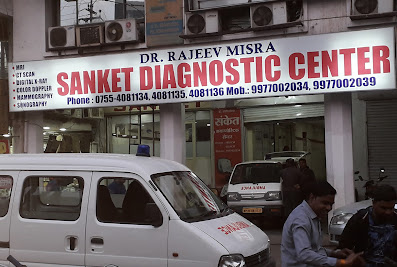 DR. RAJEEV MISRA
• MRI
• CT SCAN
• DIGITAL X-RAY
• COLOR DOPPLER
• MAMMOGRAPHY
• SONOGRAPHY
SANKET DIAGNOSTIC CENTER
Phone : 0755-4081134, 4081135, 4081136 Mob.: 9977002034, 9977002039
संकेत
AMBULANCE